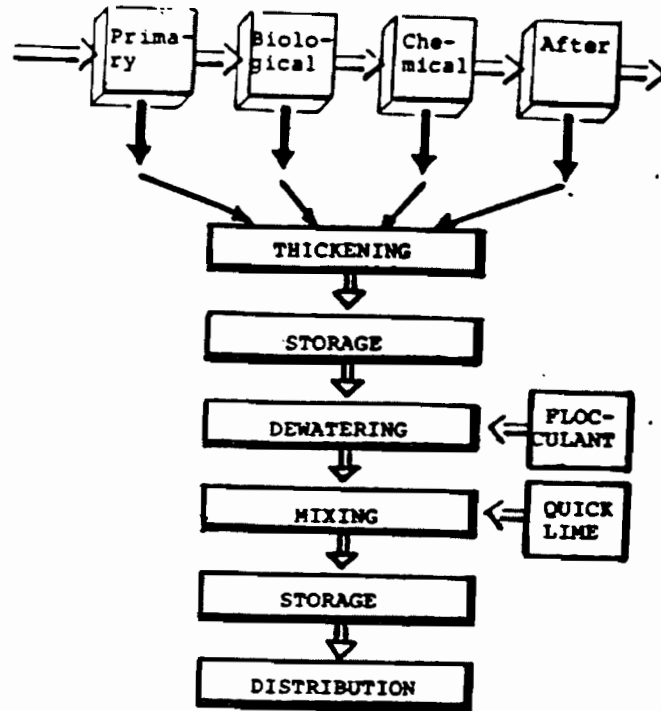 Prima-
ry
Biolo-
gical
Che-
mical
After
THICKENING
STORAGE
DEWATERING
FLOC-
CULANT
MIXING
QUICK
LIME
STORAGE
DISTRIBUTION